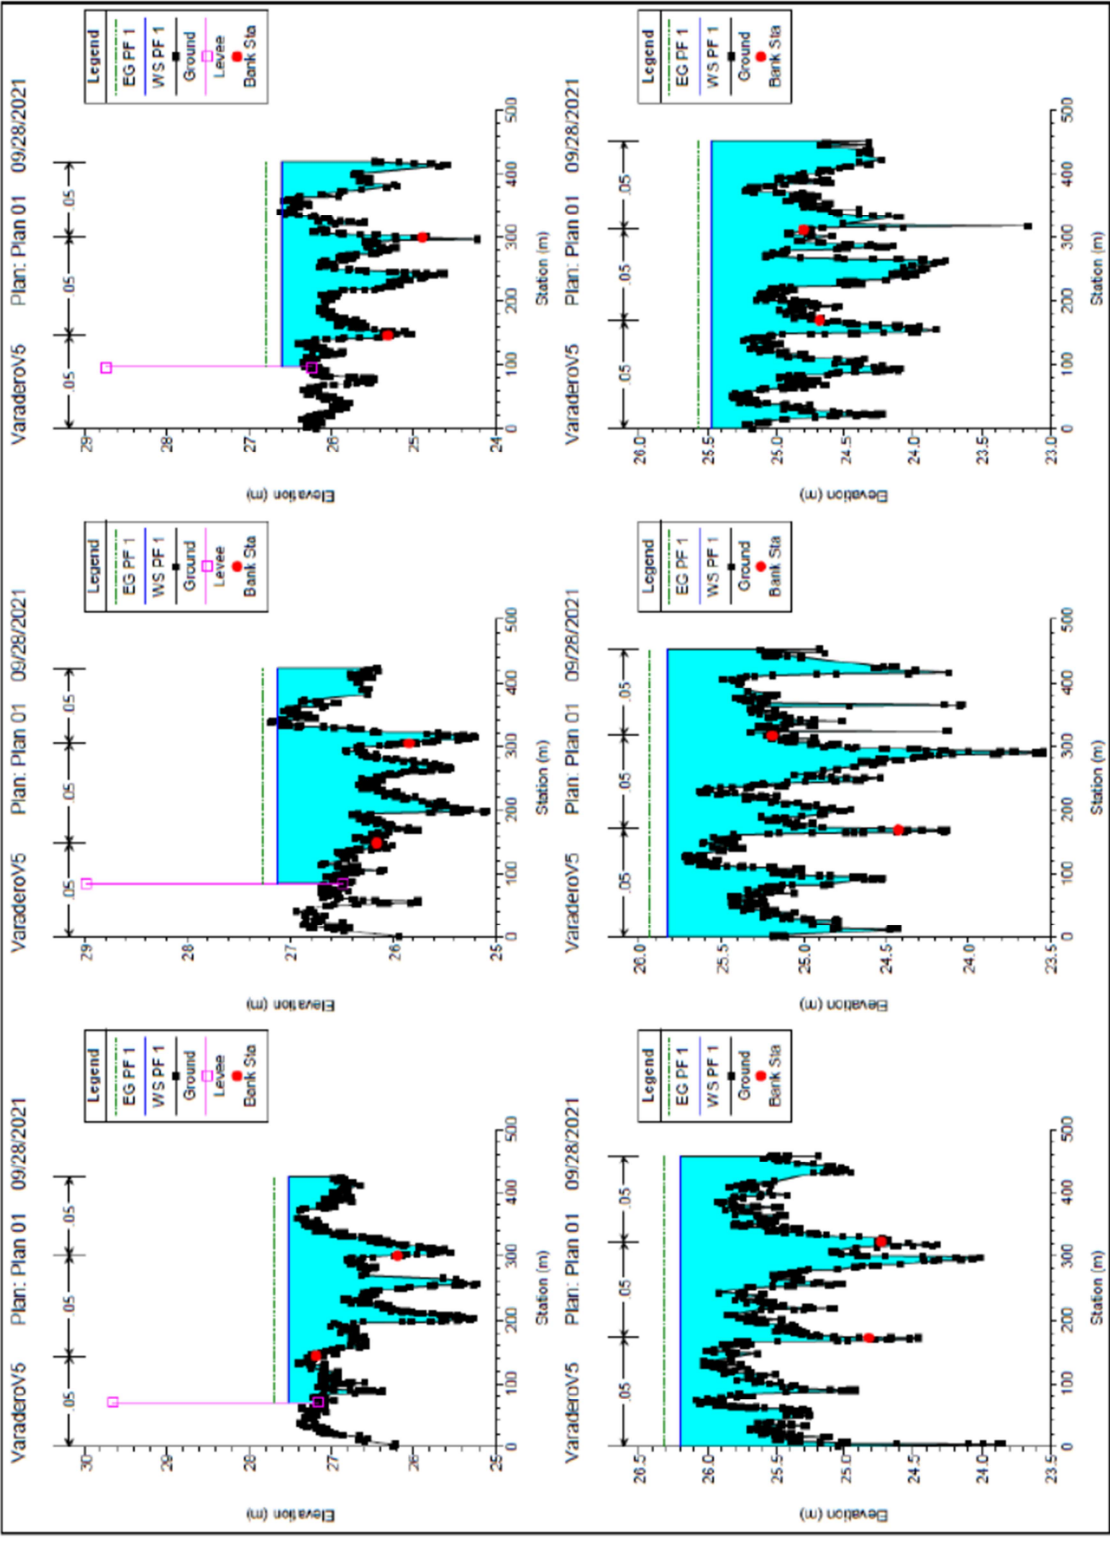 VaraderoV5 Plan: Plan 01 09/28/2021
.05 .05 .05
Legend
EG PF 1
WS PF 1
Ground
Levee
Bank Sta
30
29
28
27
26
25
Elevation (m)
0 100 200 300 400 500
Station (m)
VaraderoV5 Plan: Plan 01 09/28/2021
.05 .05 .05
Legend
EG PF 1
WS PF 1
Ground
Levee
Bank Sta
29
28
27
26
25
Elevation (m)
0 100 200 300 400 500
Station (m)
VaraderoV5 Plan: Plan 01 09/28/2021
.05 .05 .05
Legend
EG PF 1
WS PF 1
Ground
Levee
Bank Sta
29
28
27
26
25
24
Elevation (m)
0 100 200 300 400 500
Station (m)
VaraderoV5 Plan: Plan 01 09/28/2021
.05 .05 .05
Legend
EG PF 1
WS PF 1
Ground
Bank Sta
26.5
26.0
25.5
25.0
24.5
24.0
23.5
Elevation (m)
0 100 200 300 400 500
Station (m)
VaraderoV5 Plan: Plan 01 09/28/2021
.05 .05 .05
Legend
EG PF 1
WS PF 1
Ground
Bank Sta
26.0
25.5
25.0
24.5
24.0
23.5
Elevation (m)
0 100 200 300 400 500
Station (m)
VaraderoV5 Plan: Plan 01 09/28/2021
.05 .05 .05
Legend
EG PF 1
WS PF 1
Ground
Bank Sta
26.0
25.5
25.0
24.5
24.0
23.5
23.0
Elevation (m)
0 100 200 300 400 500
Station (m)